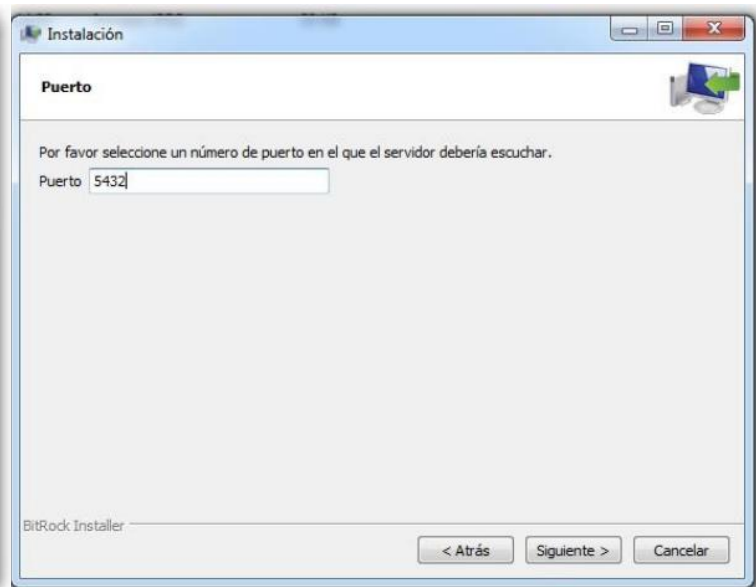 Instalación
Puerto
Por favor seleccione un número de puerto en el que el servidor debería escuchar.
Puerto 5432
BitRock Installer
< Atrás Siguiente > Cancelar